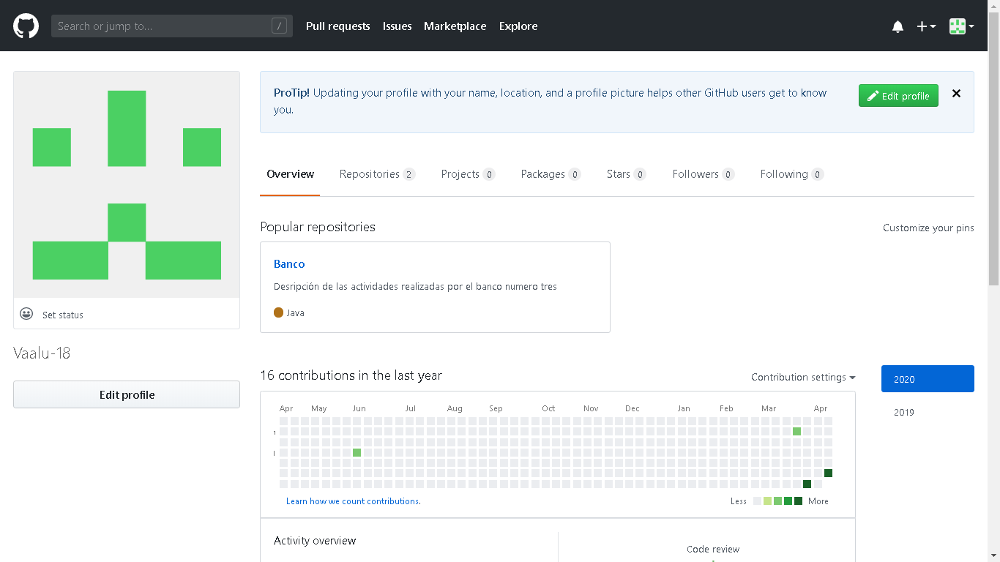 Search or jump to... / Pull requests Issues Marketplace Explore
ProTip! Updating your profile with your name, location, and a profile picture helps other GitHub users get to know
you.
Edit profile
Overview Repositories 2 Projects 0 Packages 0 Stars 0 Followers 0 Following 0
Popular repositories Customize your pins
Banco
Desripción de las actividades realizadas por el banco numero tres
Java
Set status
Vaalu-18
Edit profile
16 contributions in the last year Contribution settings
2020
2019
Apr May Jun Jul Aug Sep Oct Nov Dec Jan Feb Mar Apr
Learn how we count contributions. Less More
Activity overview
Code review